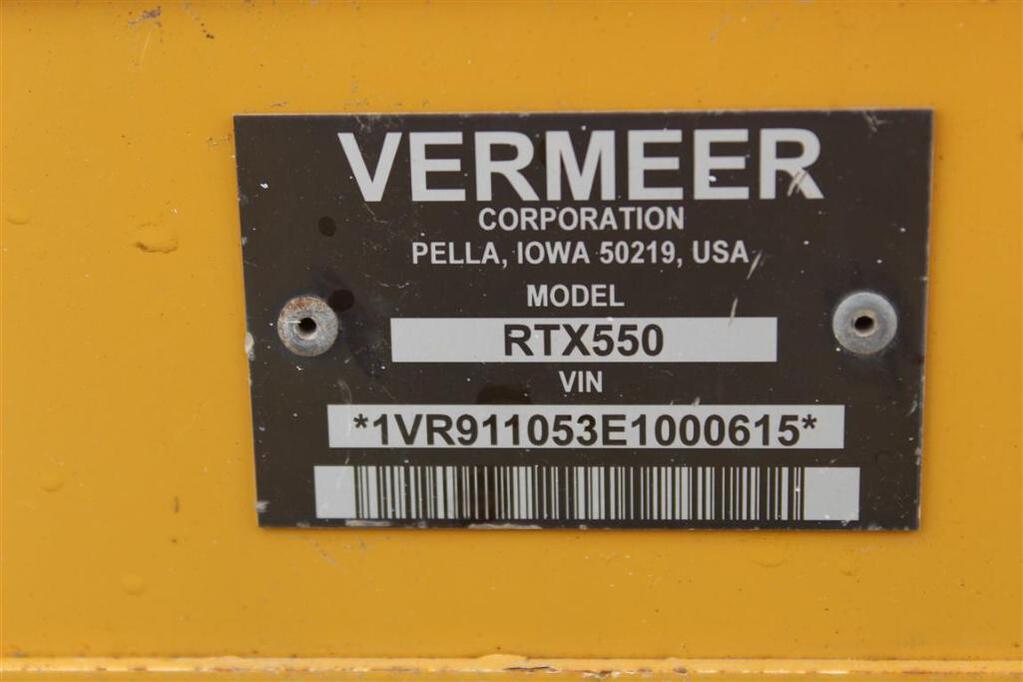 VERMEER
CORPORATION
PELLA, IOWA 50219, USA
MODEL
RTX550
VIN
*1VR911053E1000615*